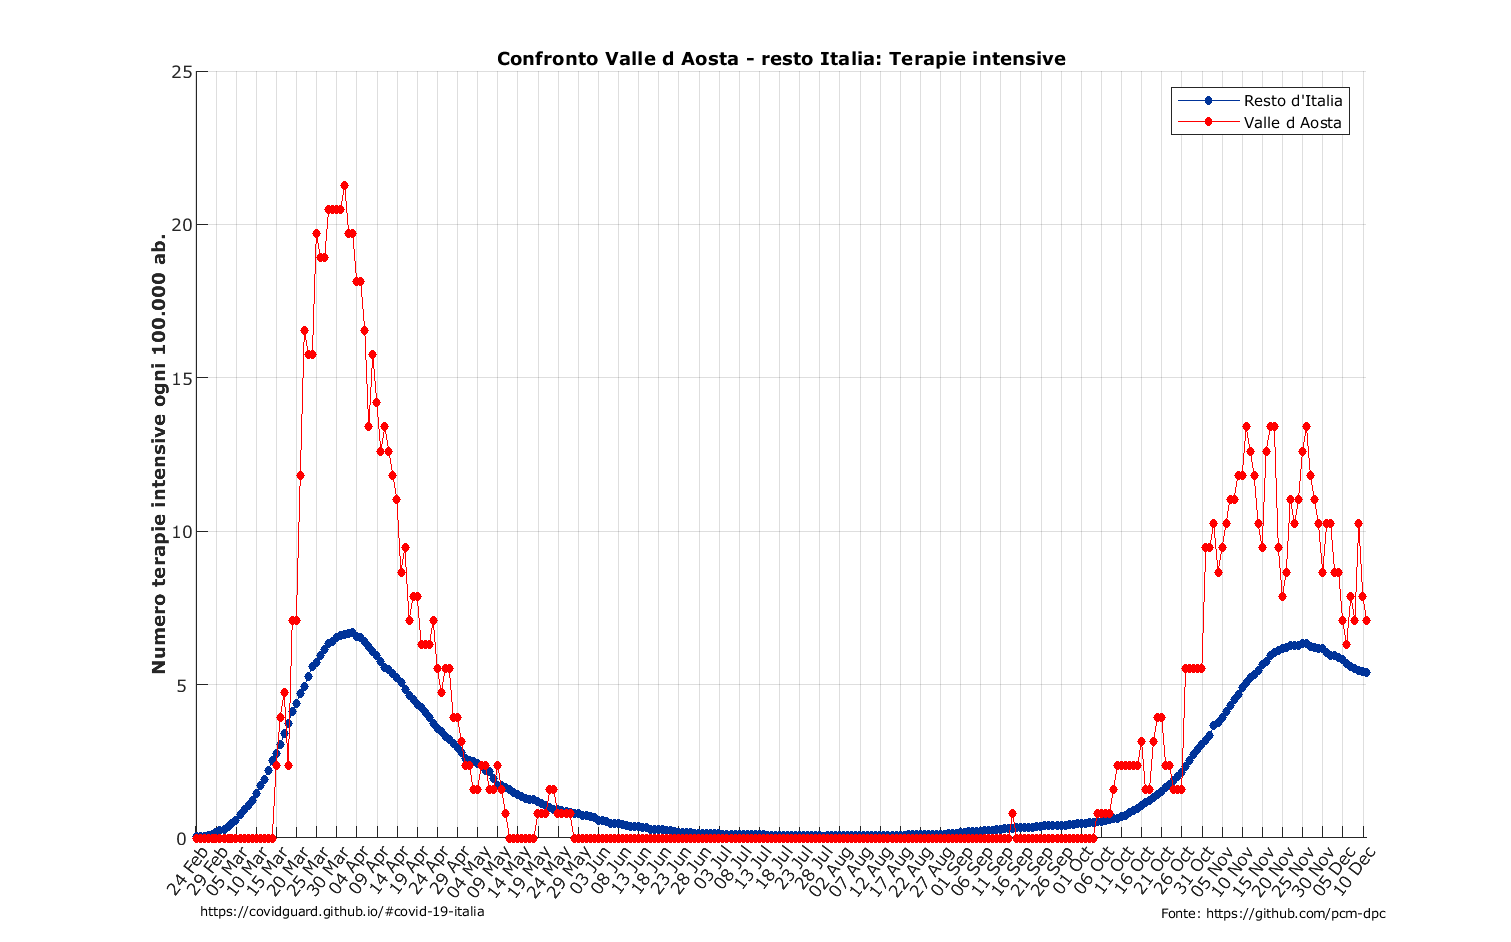 Confronto Valle d Aosta - resto Italia: Terapie intensive
Resto d'Italia
Valle d Aosta
Numero terapie intensive ogni 100.000 ab.
25
20
15
10
5
0
24 Feb
29 Feb
05 Mar
10 Mar
15 Mar
20 Mar
25 Mar
30 Mar
04 Apr
09 Apr
14 Apr
19 Apr
24 Apr
29 Apr
04 May
09 May
14 May
19 May
24 May
29 May
03 Jun
08 Jun
13 Jun
18 Jun
23 Jun
28 Jun
03 Jul
08 Jul
13 Jul
18 Jul
23 Jul
28 Jul
02 Aug
07 Aug
12 Aug
17 Aug
22 Aug
27 Aug
01 Sep
06 Sep
11 Sep
16 Sep
21 Sep
26 Sep
01 Oct
06 Oct
11 Oct
16 Oct
21 Oct
26 Oct
31 Oct
05 Nov
10 Nov
15 Nov
20 Nov
25 Nov
30 Nov
05 Dec
10 Dec
https://covidguard.github.io/#covid-19-italia
Fonte: https://github.com/pcm-dpc